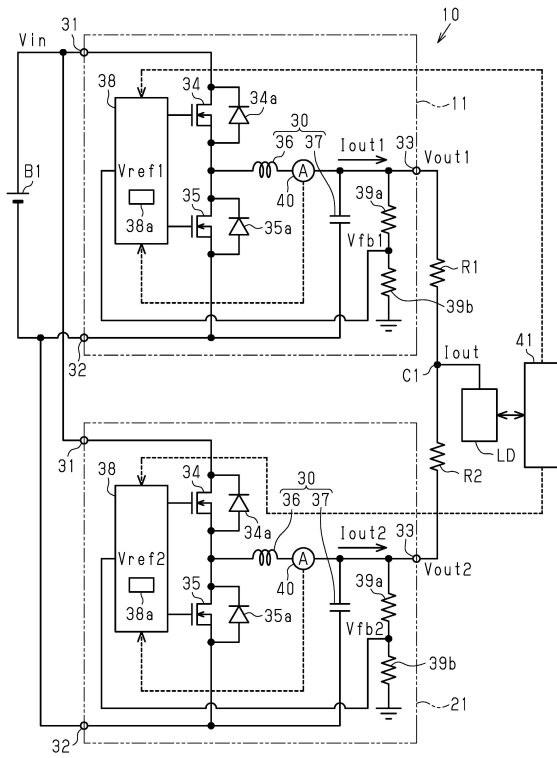 10
31
Vin
38
34
34a
11
30
36
37
Iout1
33
Vout1
A
40
B1
Vref1
39a
35
38a
35a
Vfb1
R1
39b
32
C1
Iout
41
LD
31
38
34
34a
30
36
37
R2
Iout2
33
Vout2
A
40
Vref2
39a
35
38a
35a
Vfb2
39b
32
21